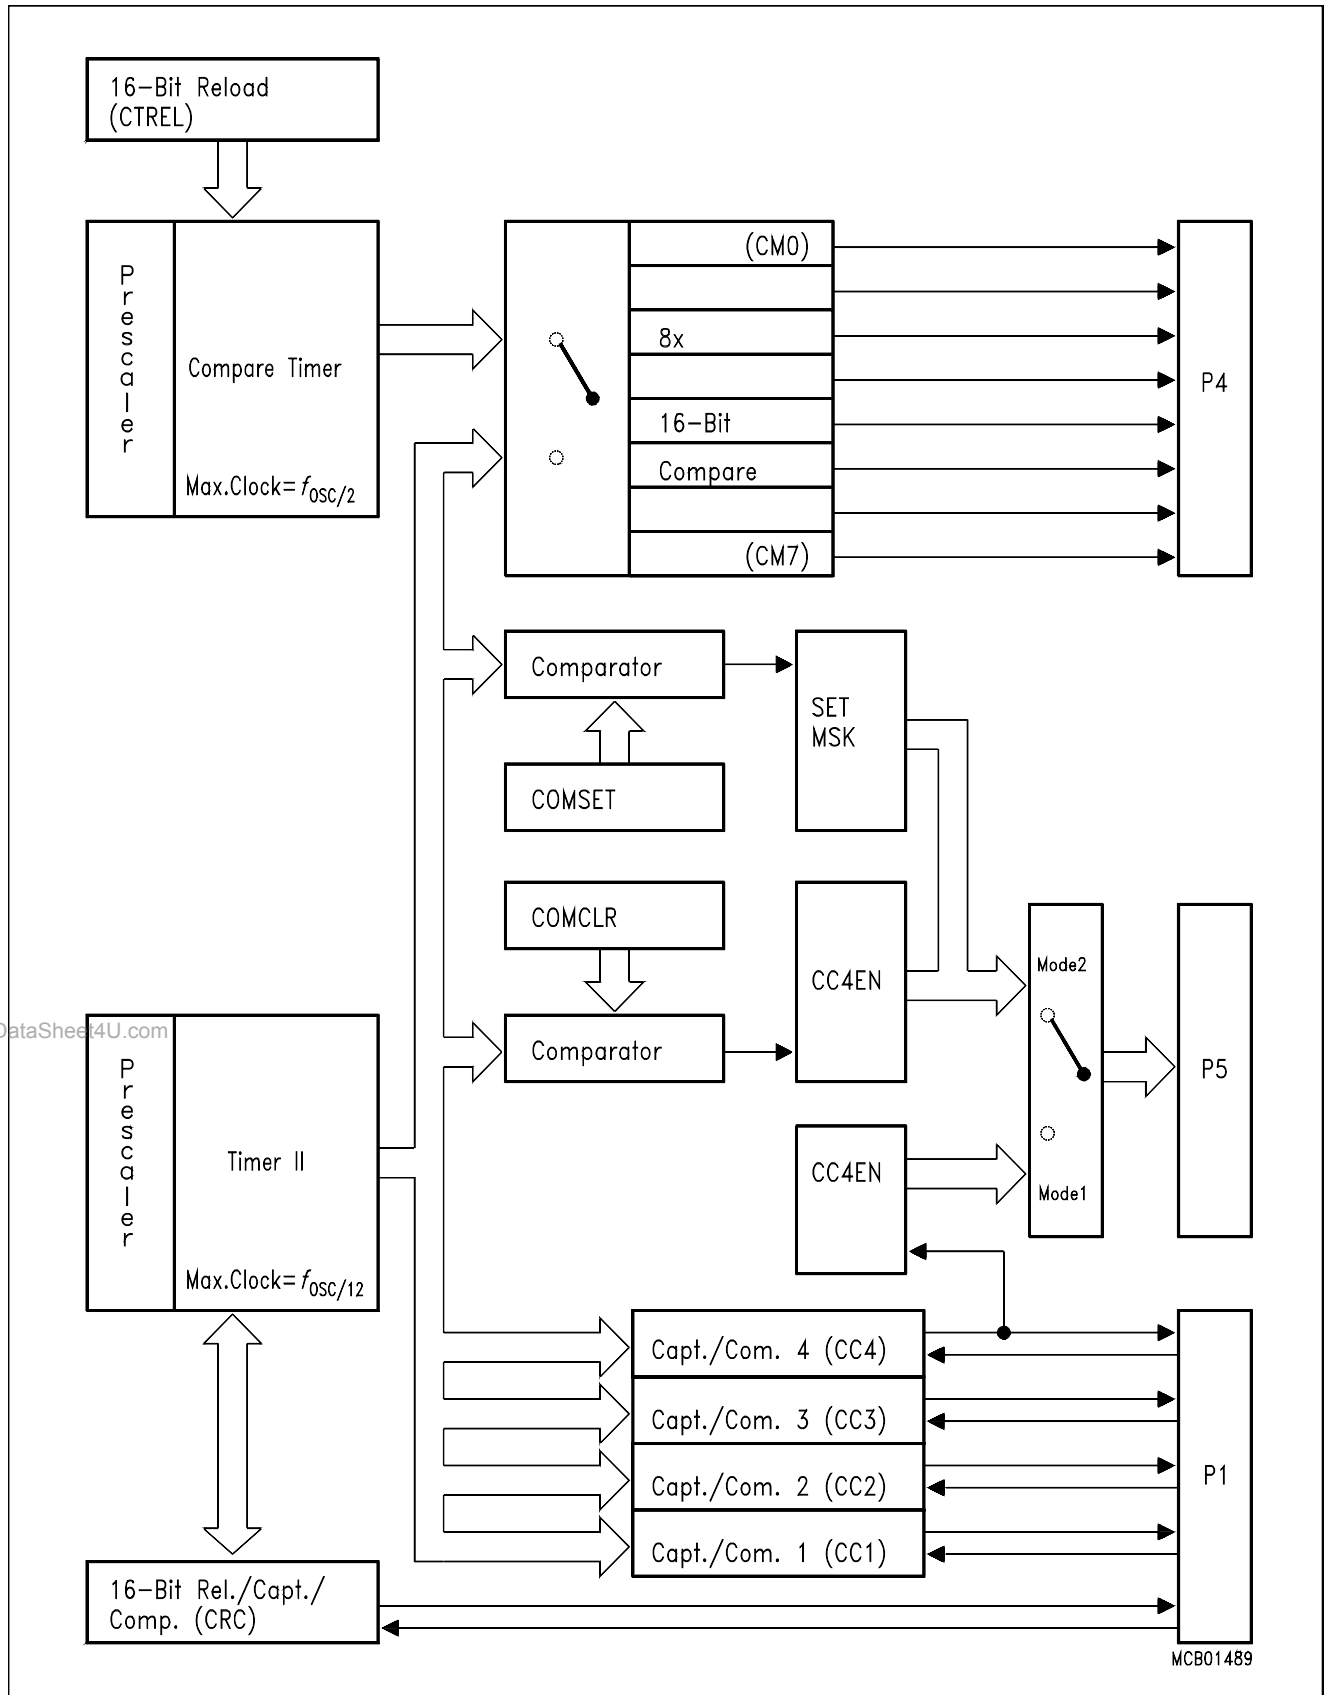 16-Bit Reload
(CTREL)
Prescaler
Compare Timer
Max.Clock= fOSC/2
(CM0)
8x
16-Bit
Compare
(CM7)
P4
Comparator
SET
MSK
COMSET
COMCLR
CC4EN
Comparator
Mode2
Mode1
P5
DataSheet4U.com
Prescaler
Timer II
Max.Clock= fOSC/12
CC4EN
Capt./Com. 4 (CC4)
Capt./Com. 3 (CC3)
Capt./Com. 2 (CC2)
Capt./Com. 1 (CC1)
P1
16-Bit Rel./Capt./
Comp. (CRC)
MCB01489